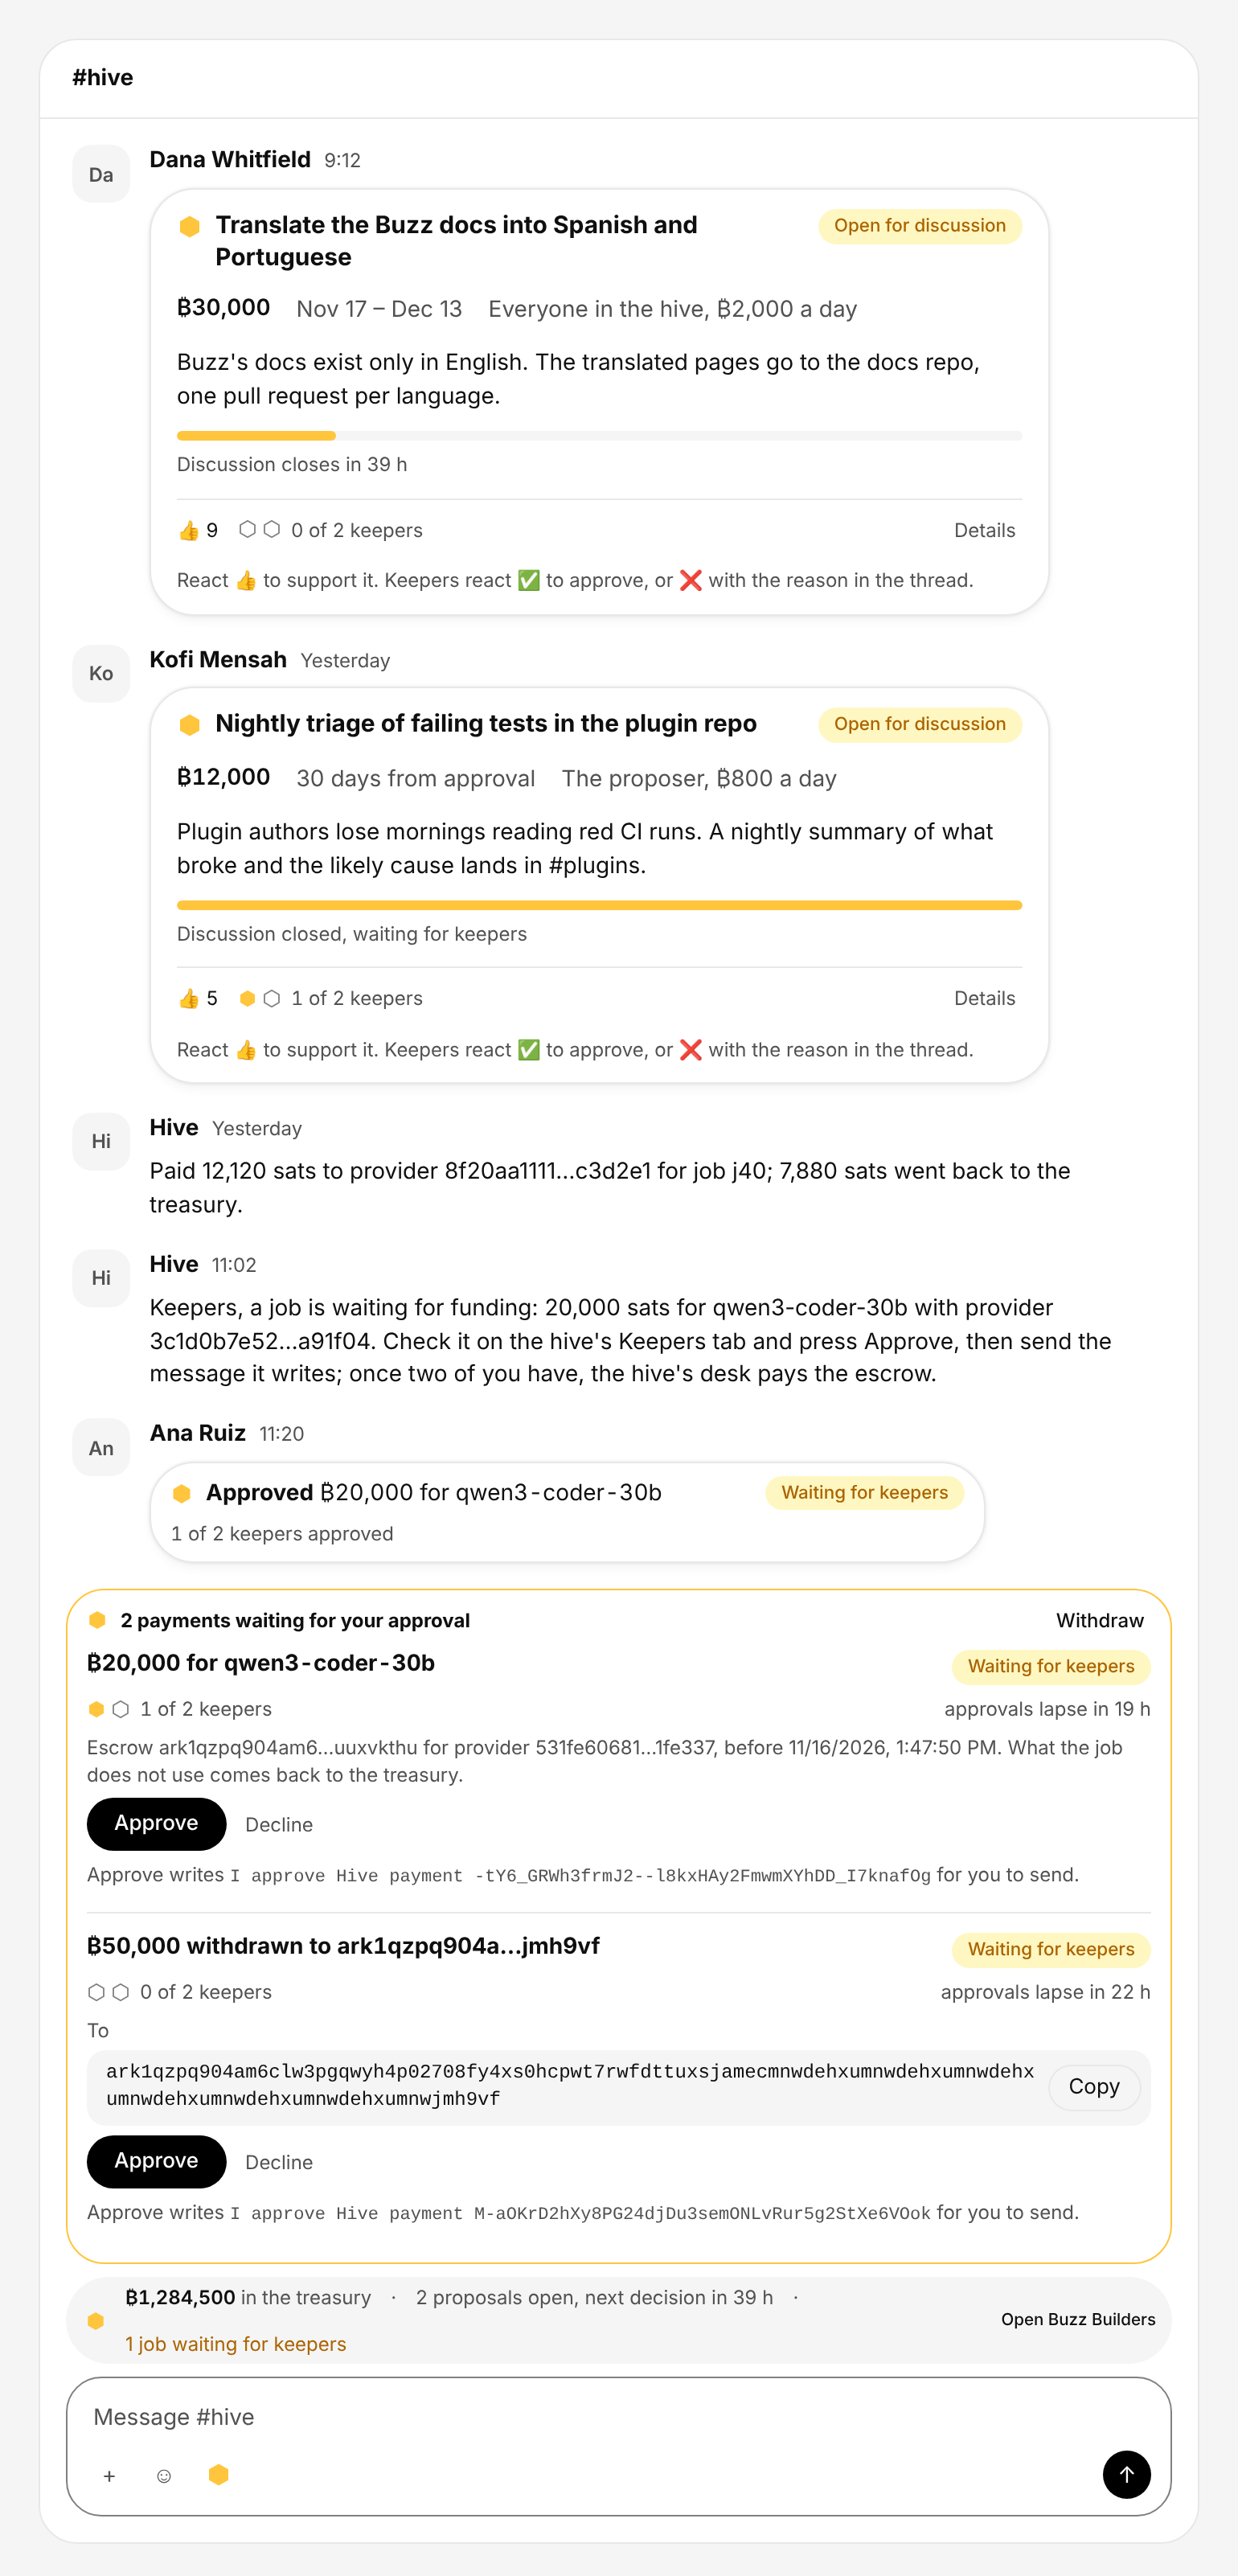 #hive
Da
Dana Whitfield 9:12
Translate the Buzz docs into Spanish and
Portuguese
Open for discussion
₿30,000 Nov 17 – Dec 13 Everyone in the hive, ₿2,000 a day
Buzz's docs exist only in English. The translated pages go to the docs repo,
one pull request per language.
Discussion closes in 39 h
👍 9 0 of 2 keepers Details
React 👍 to support it. Keepers react ✅ to approve, or ❌ with the reason in the thread.
Ko
Kofi Mensah Yesterday
Nightly triage of failing tests in the plugin repo
Open for discussion
₿12,000 30 days from approval The proposer, ₿800 a day
Plugin authors lose mornings reading red CI runs. A nightly summary of what
broke and the likely cause lands in #plugins.
Discussion closed, waiting for keepers
👍 5 1 of 2 keepers Details
React 👍 to support it. Keepers react ✅ to approve, or ❌ with the reason in the thread.
Hi
Hive Yesterday
Paid 12,120 sats to provider 8f20aa1111…c3d2e1 for job j40; 7,880 sats went back to the
treasury.
Hi
Hive 11:02
Keepers, a job is waiting for funding: 20,000 sats for qwen3-coder-30b with provider
3c1d0b7e52…a91f04. Check it on the hive's Keepers tab and press Approve, then send the
message it writes; once two of you have, the hive's desk pays the escrow.
An
Ana Ruiz 11:20
Approved ₿20,000 for qwen3-coder-30b Waiting for keepers
1 of 2 keepers approved
2 payments waiting for your approval Withdraw
₿20,000 for qwen3-coder-30b Waiting for keepers
1 of 2 keepers approvals lapse in 19 h
Escrow ark1qzpq904am6…uuxvkthu for provider 531fe60681…1fe337, before 11/16/2026, 1:47:50 PM. What the job
does not use comes back to the treasury.
Approve Decline
Approve writes I approve Hive payment -tY6_GRWh3frmJ2--l8kxHAy2FmwmXYhDD_I7knafOg for you to send.
₿50,000 withdrawn to ark1qzpq904a…jmh9vf Waiting for keepers
0 of 2 keepers approvals lapse in 22 h
To
ark1qzpq904am6clw3pgqwyh4p02708fy4xs0hcpwt7rwfdttuxsjamecmnwdehxumnwdehxumnwdehx
umnwdehxumnwdehxumnwdehxumnwjmh9vf
Copy
Approve Decline
Approve writes I approve Hive payment M-aOKrD2hXy8PG24djDu3semONLvRur5g2StXe6VOok for you to send.
₿1,284,500 in the treasury · 2 proposals open, next decision in 39 h ·
1 job waiting for keepers
Open Buzz Builders
Message #hive